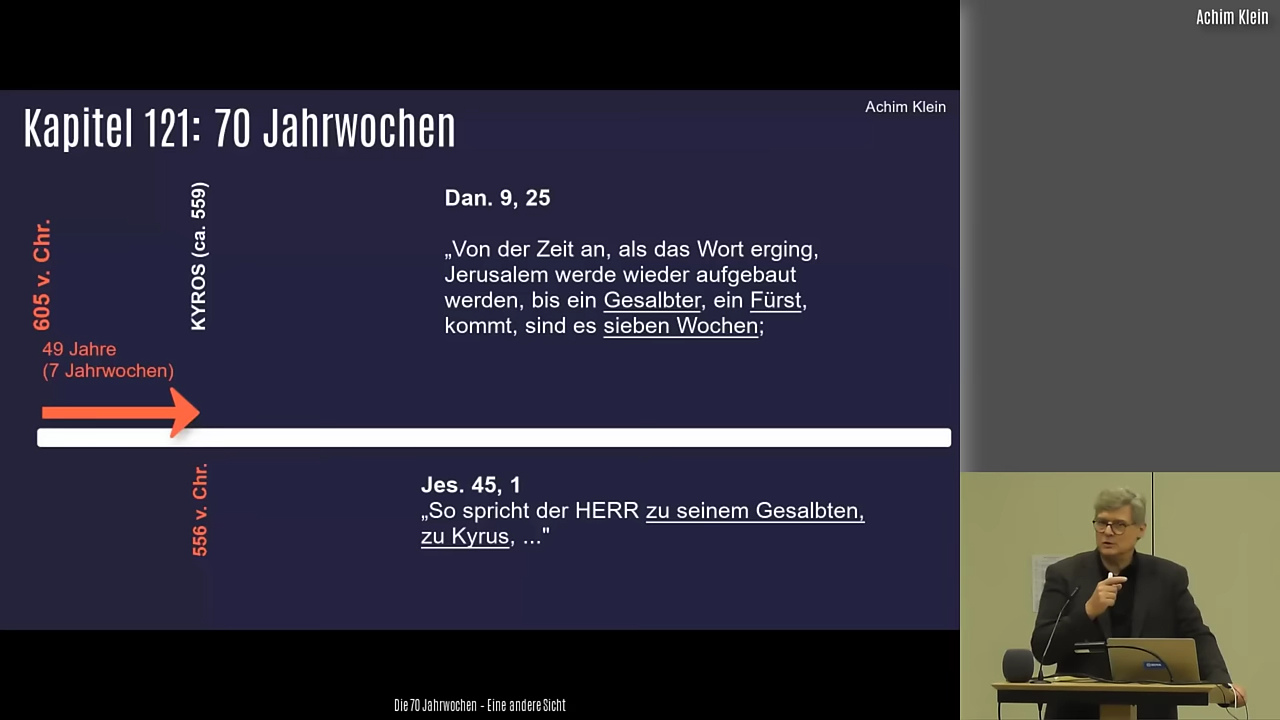 Achim Klein
Kapitel 121: 70 Jahrwochen
Achim Klein
605 v. Chr.
KYROS (ca. 559)
49 Jahre
(7 Jahrwochen)
556 v. Chr.
Dan. 9, 25
„Von der Zeit an, als das Wort erging,
Jerusalem werde wieder aufgebaut
werden, bis ein Gesalbter, ein Fürst,
kommt, sind es sieben Wochen;
Jes. 45, 1
„So spricht der HERR zu seinem Gesalbten,
zu Kyrus, ..."
Die 70 Jahrwochen – Eine andere Sicht